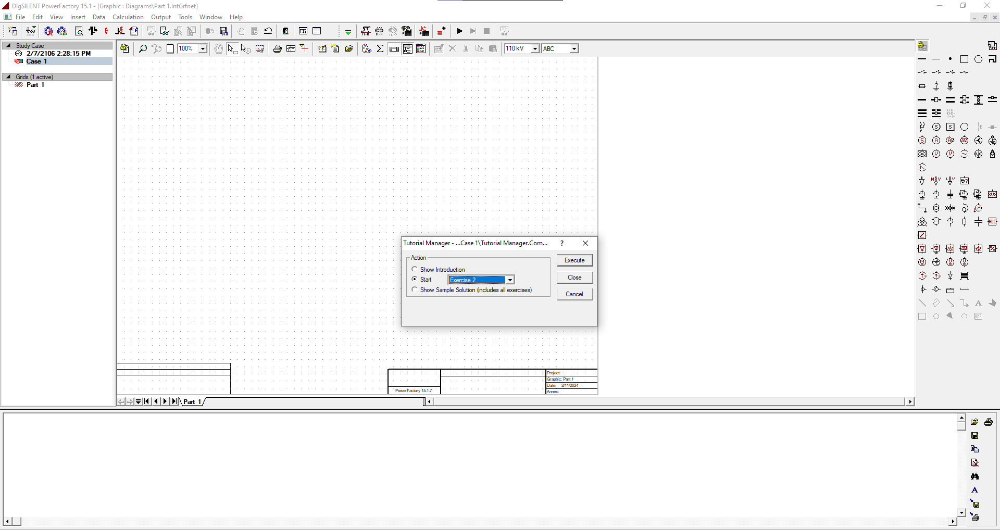 DIgSILENT PowerFactory 15.1 - [Graphic : Diagrams\Part 1.IntGrfnet]
File Edit View Insert Data Calculation Output Tools Window Help
100%
110 kV
ABC
Study Case
2/7/2106 2:28:15 PM
Case 1
Grids (1 active)
Part 1
Tutorial Manager - ...Case 1\Tutorial Manager.Com...
?
Action
Show Introduction
Start
Exercise 2
Show Sample Solution (includes all exercises)
Execute
Close
Cancel
PowerFactory 15.1.7
Project:
Graphic: Part 1
Date: 2/11/2024
Annex:
Part 1
SVS
RLC
BMP